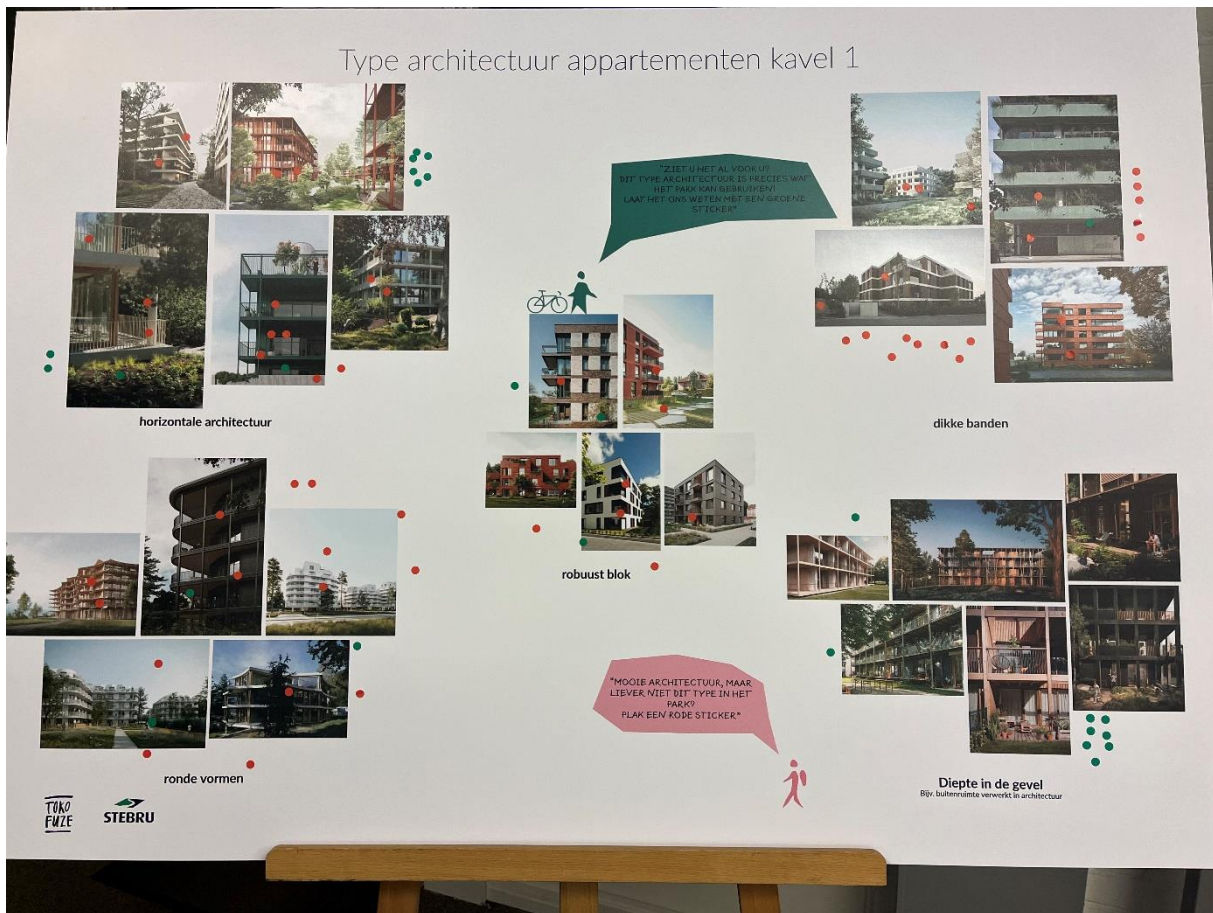 Type architectuur appartementen kavel 1
"ZIET U HET AL VOOR U?
DIT TYPE ARCHITECTUUR IS PRECIES WAT
HET PARK KAN GEBRUIKEN!
LAAT HET ONS WETEN MET EEN GROENE
STICKER"
horizontale architectuur
dikke banden
robuust blok
"MOOIE ARCHITECTUUR, MAAR
LIEVER NIET DIT TYPE IN HET
PARK?
PLAK EEN RODE STICKER"
ronde vormen
Diepte in de gevel
Bijv. buitenruimte verwerkt in architectuur
TOKO
FUZE
STEBRU